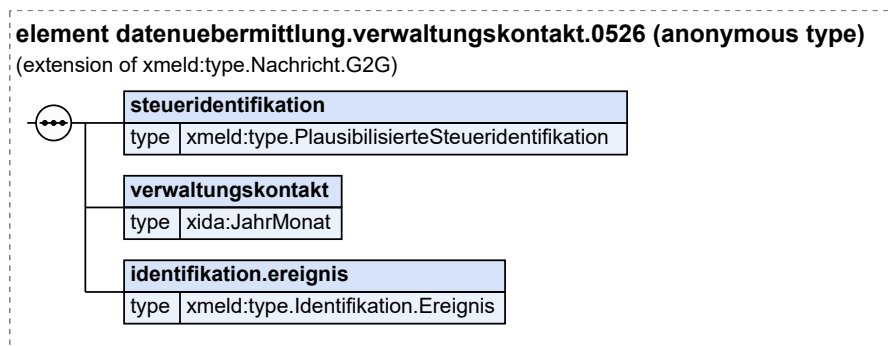 element datenuebermittlung.verwaltungskontakt.0526 (anonymous type)
(extension of xmeld:type.Nachricht.G2G)
steueridentifikation
type xmeld:type.PlausibilisierteSteueridentifikation
verwaltungskontakt
type xida:JahrMonat
identifikation.ereignis
type xmeld:type.Identifikation.Ereignis